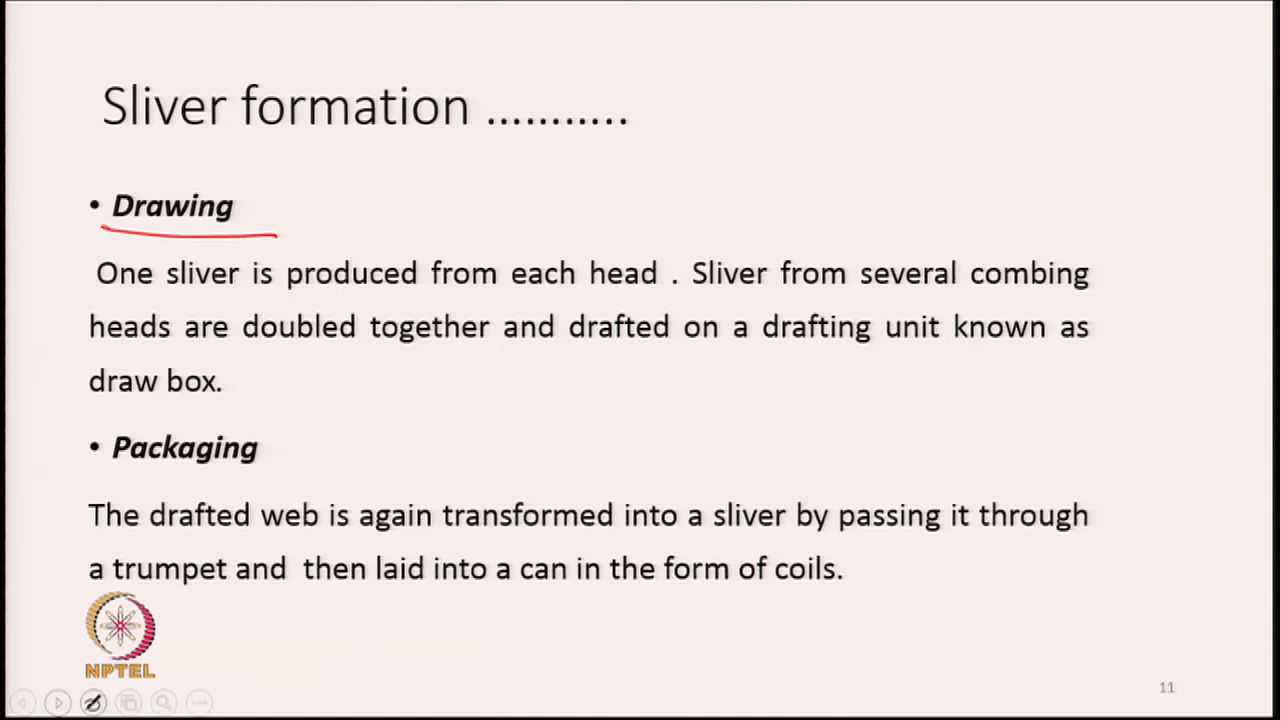 Sliver formation ...........
• Drawing
One sliver is produced from each head . Sliver from several combing
heads are doubled together and drafted on a drafting unit known as
draw box.
• Packaging
The drafted web is again transformed into a sliver by passing it through
a trumpet and then laid into a can in the form of coils.
NPTEL
11